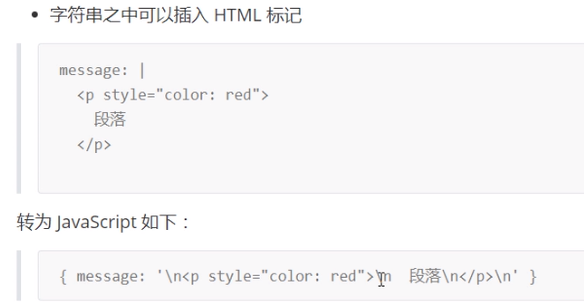 • 字符串之中可以插入 HTML 标记
message: |
  <p style="color: red">
    段落
  </p>
转为 JavaScript 如下：
{ message: '\n<p style="color: red">\n  段落\n</p>\n' }